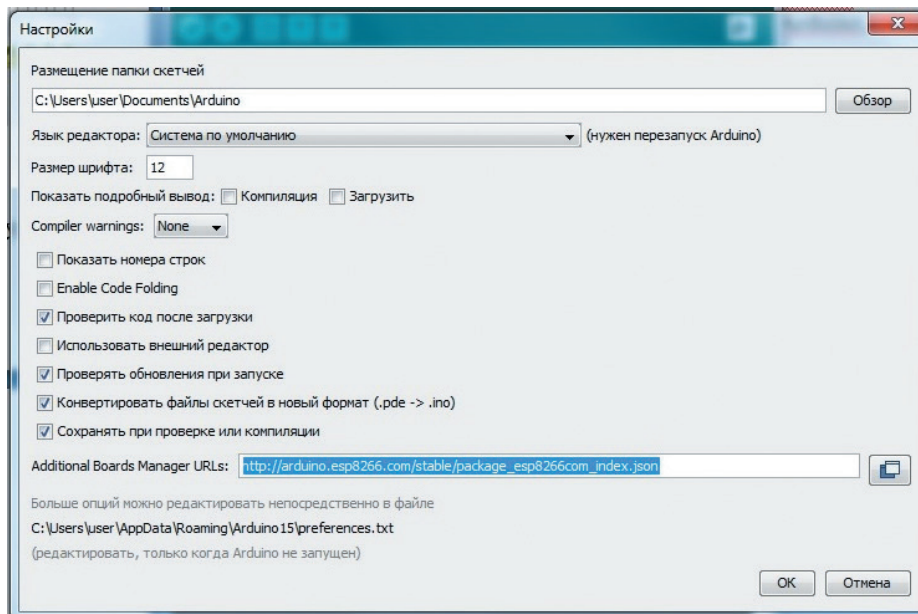 Настройки
Размещение папки скетчей
C:\Users\user\Documents\Arduino Обзор
Язык редактора: Система по умолчанию (нужен перезапуск Arduino)
Размер шрифта: 12
Показать подробный вывод: Компиляция Загрузить
Compiler warnings: None
Показать номера строк
Enable Code Folding
Проверить код после загрузки
Использовать внешний редактор
Проверять обновления при запуске
Конвертировать файлы скетчей в новый формат (.pde -> .ino)
Сохранять при проверке или компиляции
Additional Boards Manager URLs: http://arduino.esp8266.com/stable/package_esp8266com_index.json
Больше опций можно редактировать непосредственно в файле
C:\Users\user\AppData\Roaming\Arduino15\preferences.txt
(редактировать, только когда Arduino не запущен)
OK Отмена